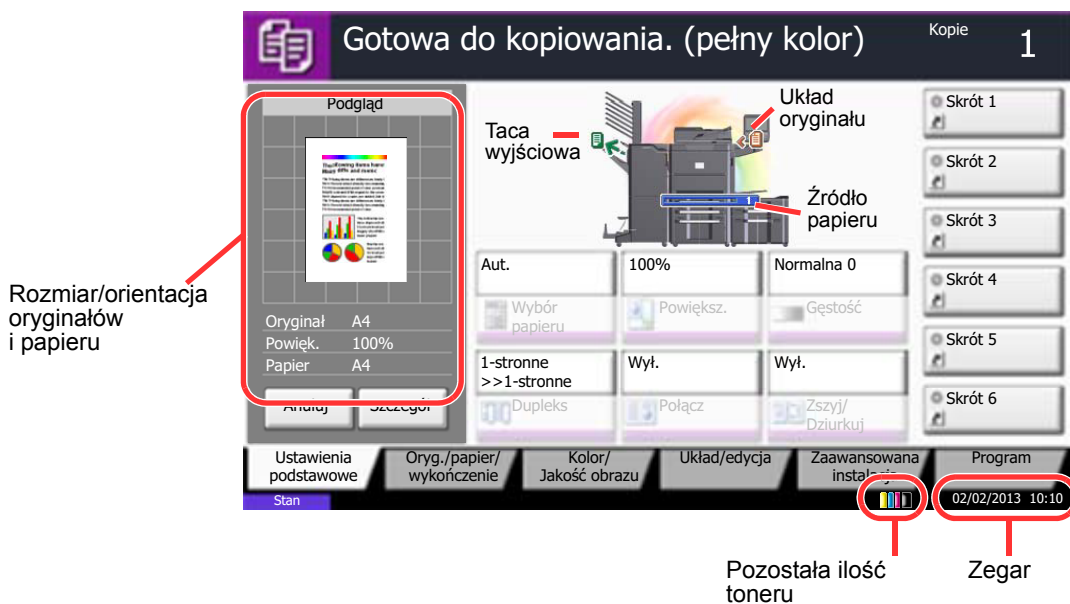 Gotowa do kopiowania. (pełny kolor)
Kopie
1
Podgląd
Oryginał A4
Powięk. 100%
Papier A4
Anuluj
Szczegół
Rozmiar/orientacja
oryginałów
i papieru
Taca
wyjściowa
Układ
oryginału
Źródło
papieru
1
Aut.
Wybór
papieru
100%
Powiększ.
Normalna 0
Gęstość
1-stronne
>>1-stronne
Dupleks
Wył.
Połącz
Wył.
Zszyj/
Dziurkuj
Skrót 1
Skrót 2
Skrót 3
Skrót 4
Skrót 5
Skrót 6
Ustawienia
podstawowe
Oryg./papier/
wykończenie
Kolor/
Jakość obrazu
Układ/edycja
Zaawansowana
instalacja
Program
Stan
02/02/2013 10:10
Pozostała ilość
toneru
Zegar